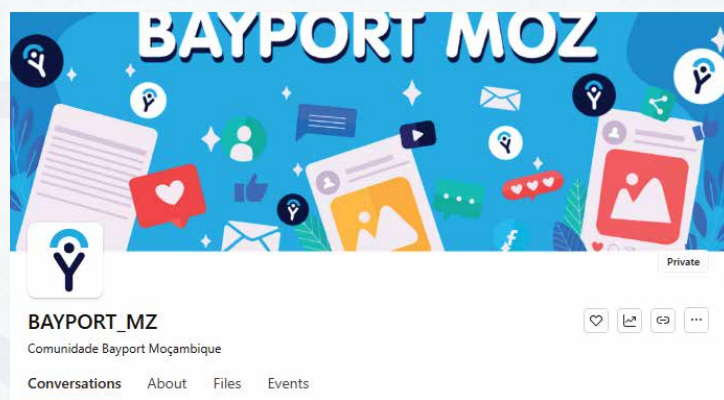 BAYPORT MOZ
Private
BAYPORT_MZ
Comunidade Bayport Moçambique
Conversations About Files Events